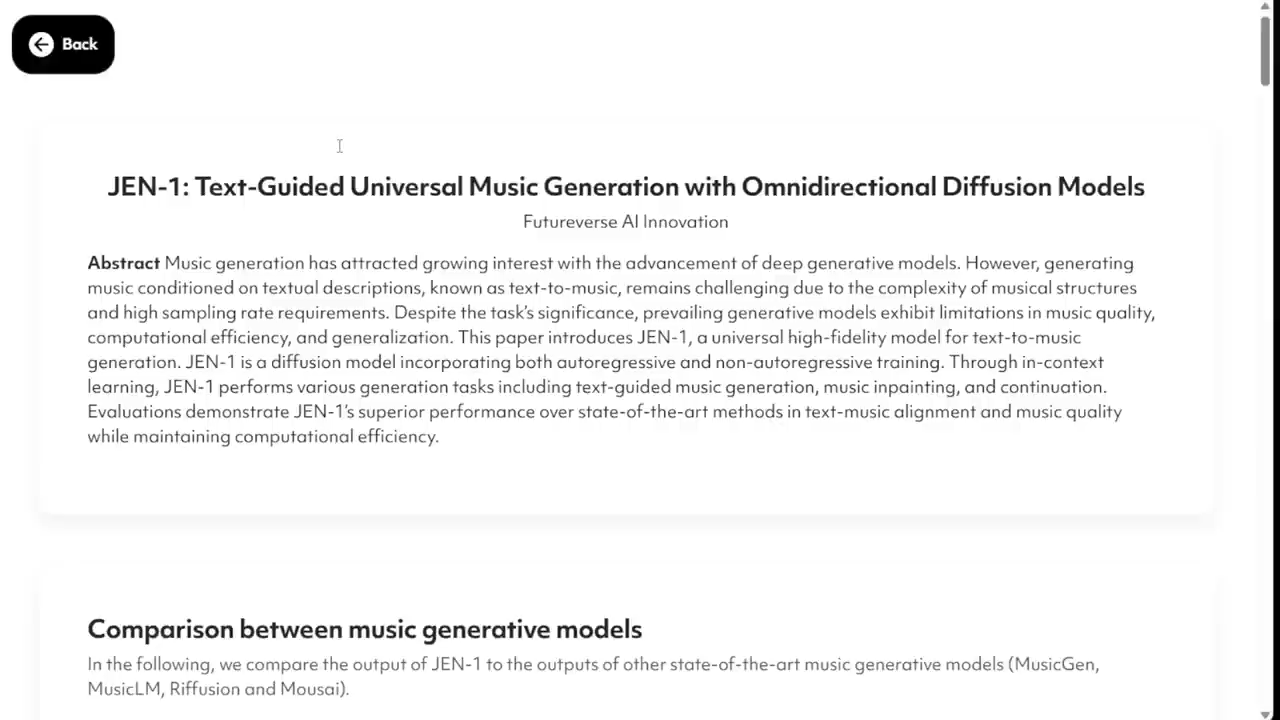 Back
JEN-1: Text-Guided Universal Music Generation with Omnidirectional Diffusion Models
Futureverse AI Innovation
Abstract Music generation has attracted growing interest with the advancement of deep generative models. However, generating
music conditioned on textual descriptions, known as text-to-music, remains challenging due to the complexity of musical structures
and high sampling rate requirements. Despite the task's significance, prevailing generative models exhibit limitations in music quality,
computational efficiency, and generalization. This paper introduces JEN-1, a universal high-fidelity model for text-to-music
generation. JEN-1 is a diffusion model incorporating both autoregressive and non-autoregressive training. Through in-context
learning, JEN-1 performs various generation tasks including text-guided music generation, music inpainting, and continuation.
Evaluations demonstrate JEN-1's superior performance over state-of-the-art methods in text-music alignment and music quality
while maintaining computational efficiency.
Comparison between music generative models
In the following, we compare the output of JEN-1 to the outputs of other state-of-the-art music generative models (MusicGen,
MusicLM, Riffusion and Mousai).